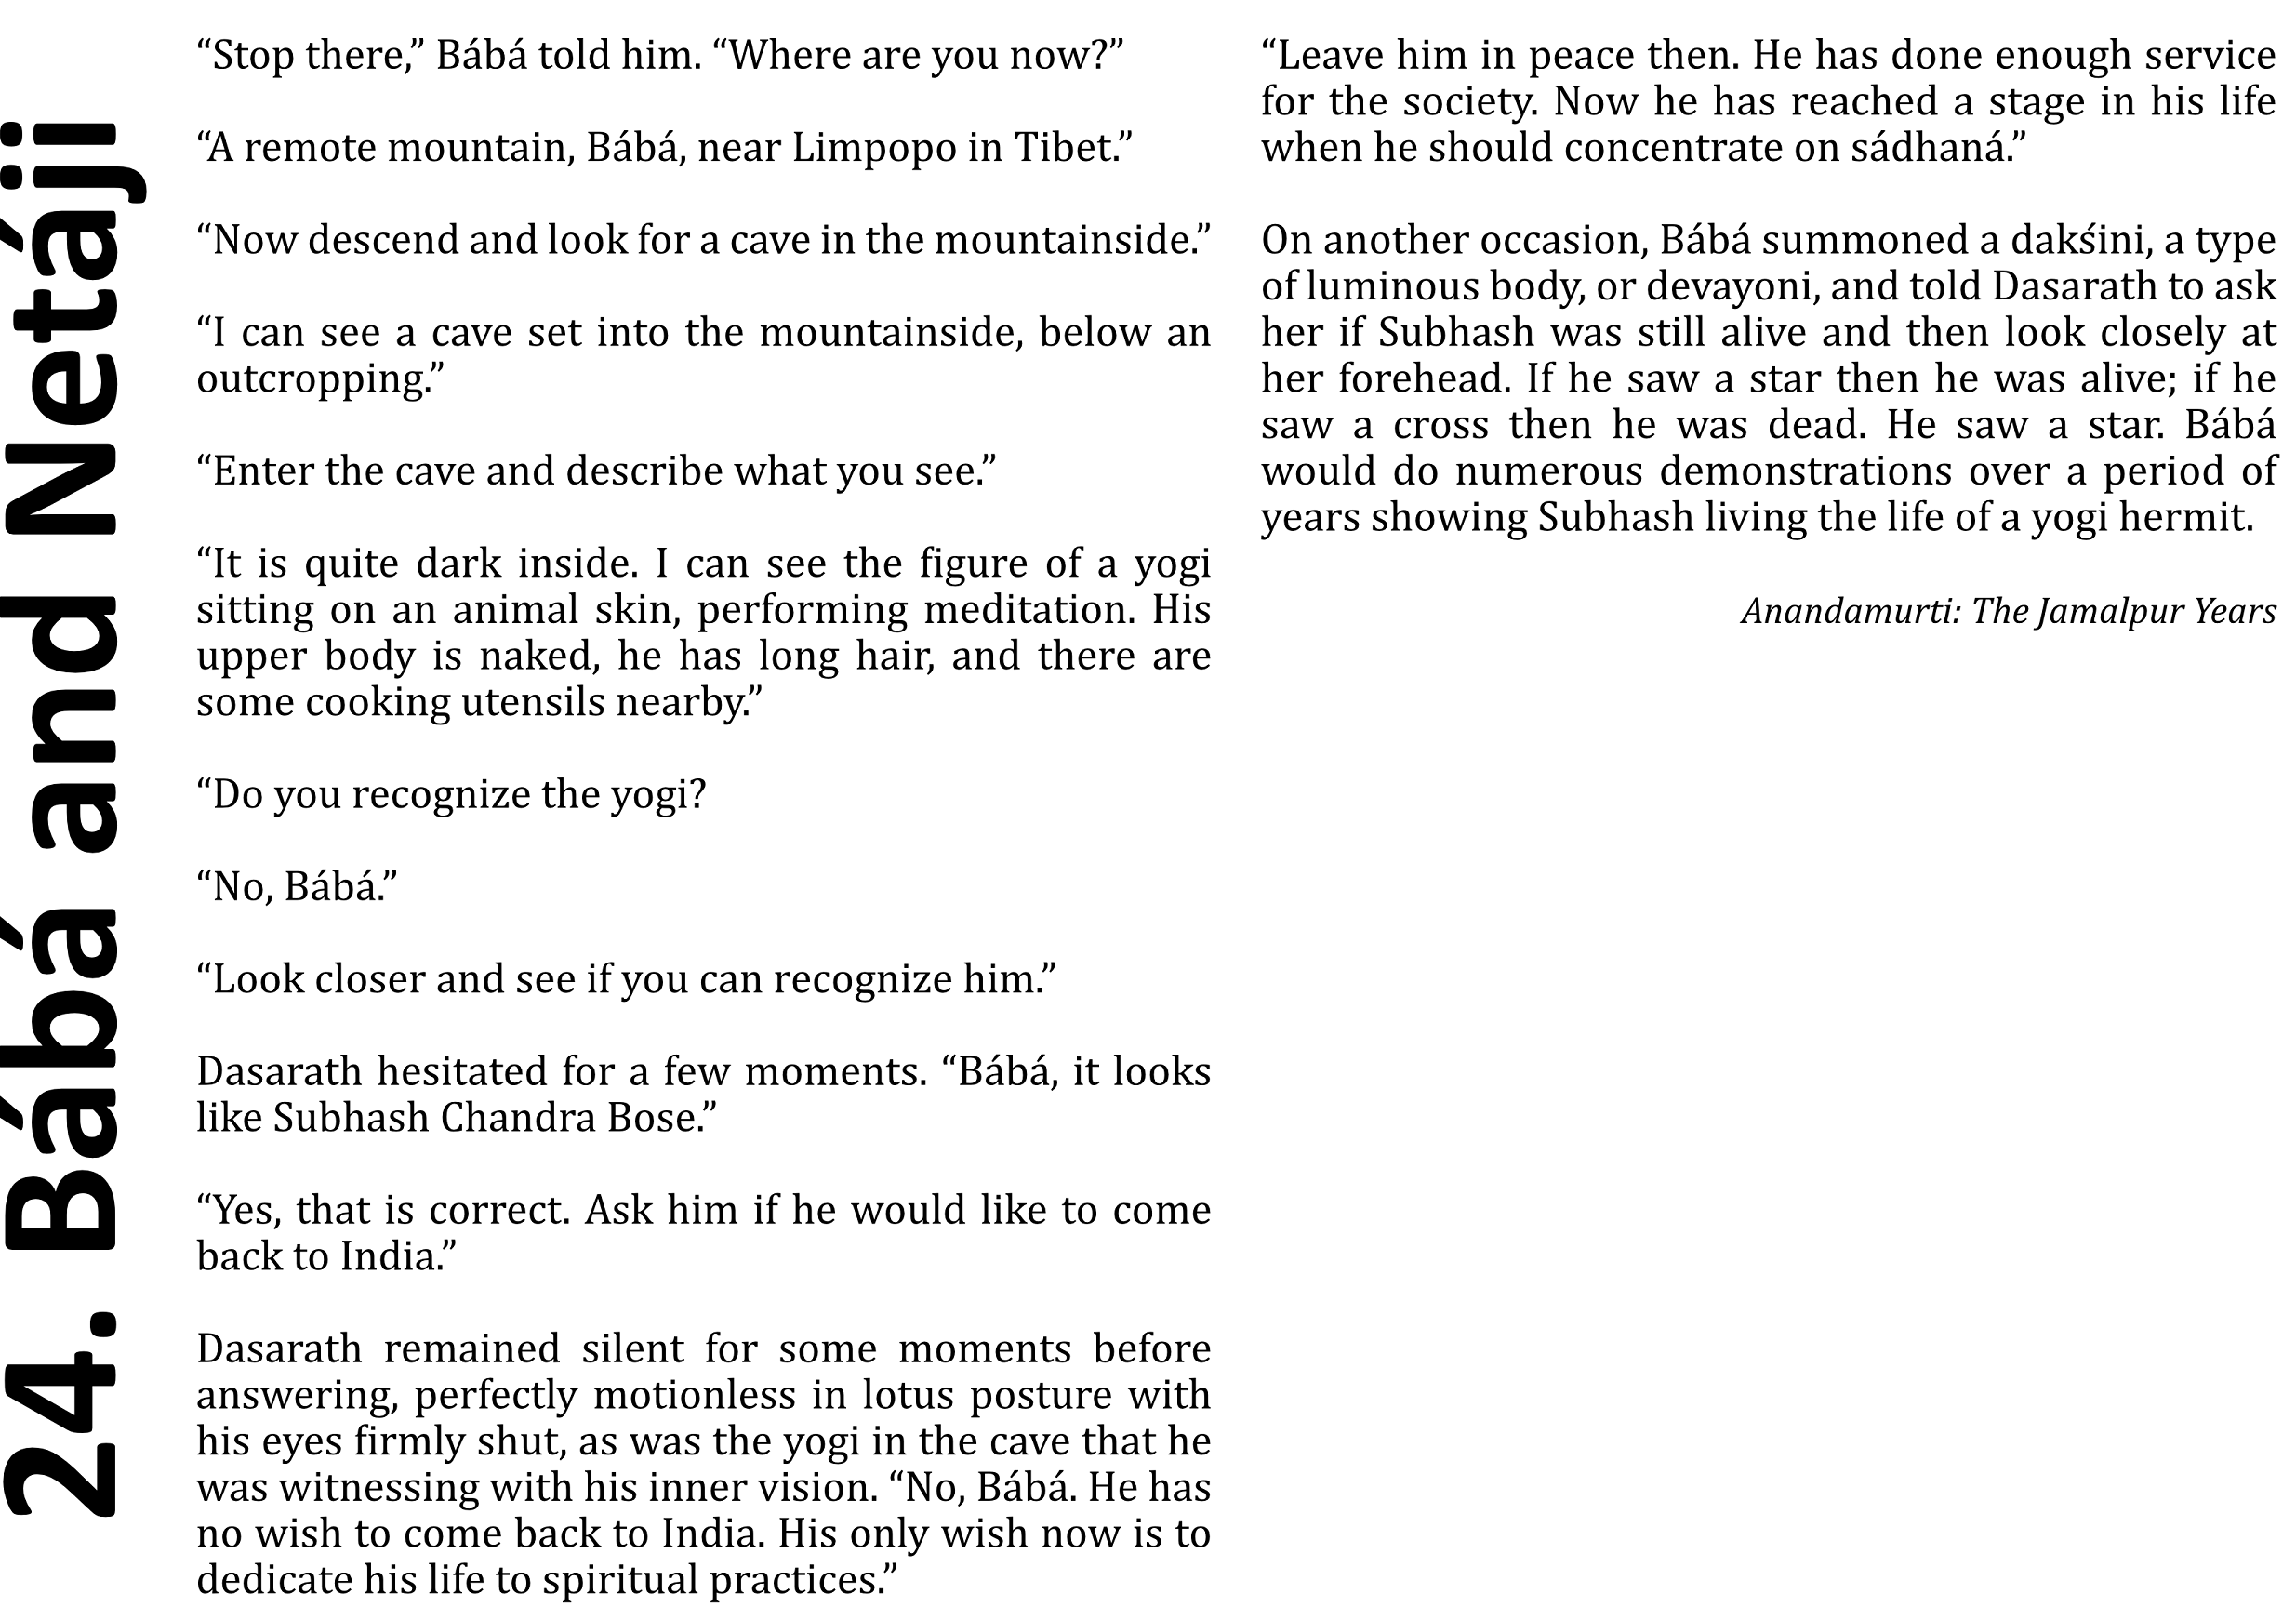 24. Bábá and Netáji
“Stop there,” Bábá told him. “Where are you now?”
“A remote mountain, Bábá, near Limpopo in Tibet.”
“Now descend and look for a cave in the mountainside.”
“I can see a cave set into the mountainside, below an
outcropping.”
“Enter the cave and describe what you see.”
“It is quite dark inside. I can see the figure of a yogi
sitting on an animal skin, performing meditation. His
upper body is naked, he has long hair, and there are
some cooking utensils nearby.”
“Do you recognize the yogi?
“No, Bábá.”
“Look closer and see if you can recognize him.”
Dasarath hesitated for a few moments. “Bábá, it looks
like Subhash Chandra Bose.”
“Yes, that is correct. Ask him if he would like to come
back to India.”
Dasarath remained silent for some moments before
answering, perfectly motionless in lotus posture with
his eyes firmly shut, as was the yogi in the cave that he
was witnessing with his inner vision. “No, Bábá. He has
no wish to come back to India. His only wish now is to
dedicate his life to spiritual practices.”
“Leave him in peace then. He has done enough service
for the society. Now he has reached a stage in his life
when he should concentrate on sádhaná.”
On another occasion, Bábá summoned a dakśini, a type
of luminous body, or devayoni, and told Dasarath to ask
her if Subhash was still alive and then look closely at
her forehead. If he saw a star then he was alive; if he
saw a cross then he was dead. He saw a star. Bábá
would do numerous demonstrations over a period of
years showing Subhash living the life of a yogi hermit.
Anandamurti: The Jamalpur Years